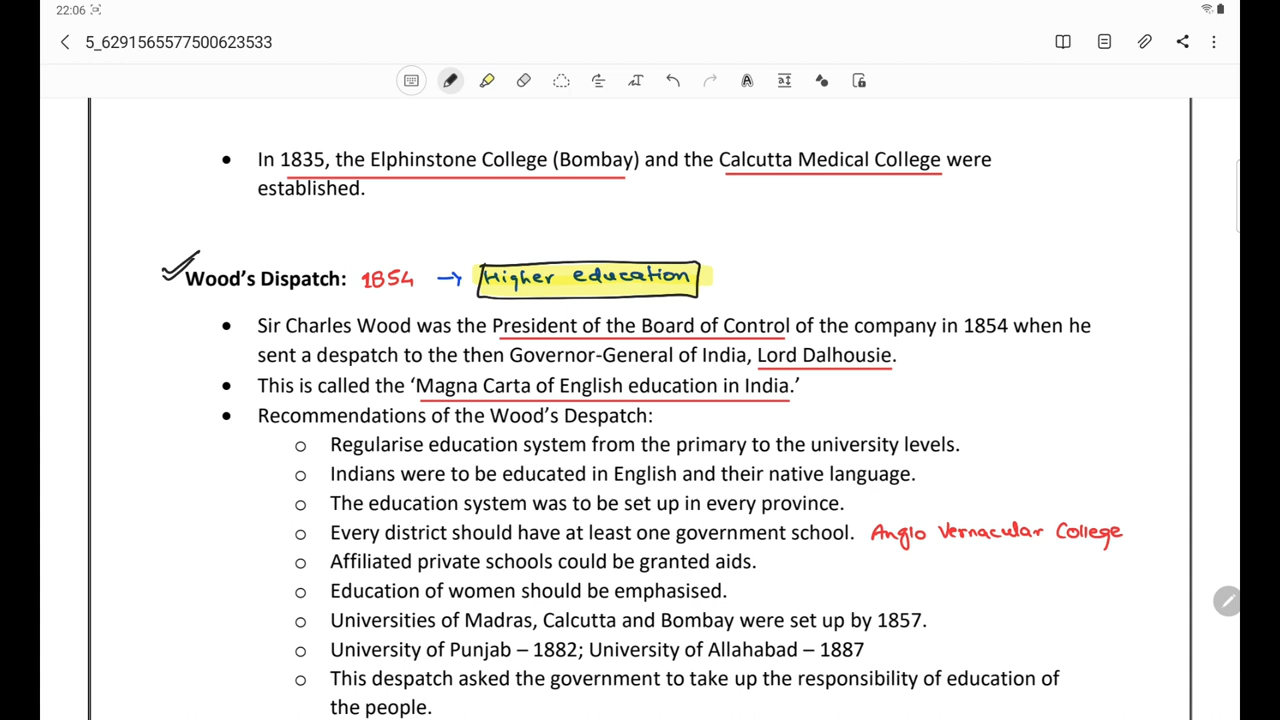 22:06
5_6291565577500623533
• In 1835, the Elphinstone College (Bombay) and the Calcutta Medical College were
established.
Wood's Dispatch: 1854 → Higher education
• Sir Charles Wood was the President of the Board of Control of the company in 1854 when he
sent a despatch to the then Governor-General of India, Lord Dalhousie.
• This is called the ‘Magna Carta of English education in India.’
• Recommendations of the Wood's Despatch:
o Regularise education system from the primary to the university levels.
o Indians were to be educated in English and their native language.
o The education system was to be set up in every province.
o Every district should have at least one government school. Anglo Vernacular College
o Affiliated private schools could be granted aids.
o Education of women should be emphasised.
o Universities of Madras, Calcutta and Bombay were set up by 1857.
o University of Punjab – 1882; University of Allahabad – 1887
o This despatch asked the government to take up the responsibility of education of
the people.